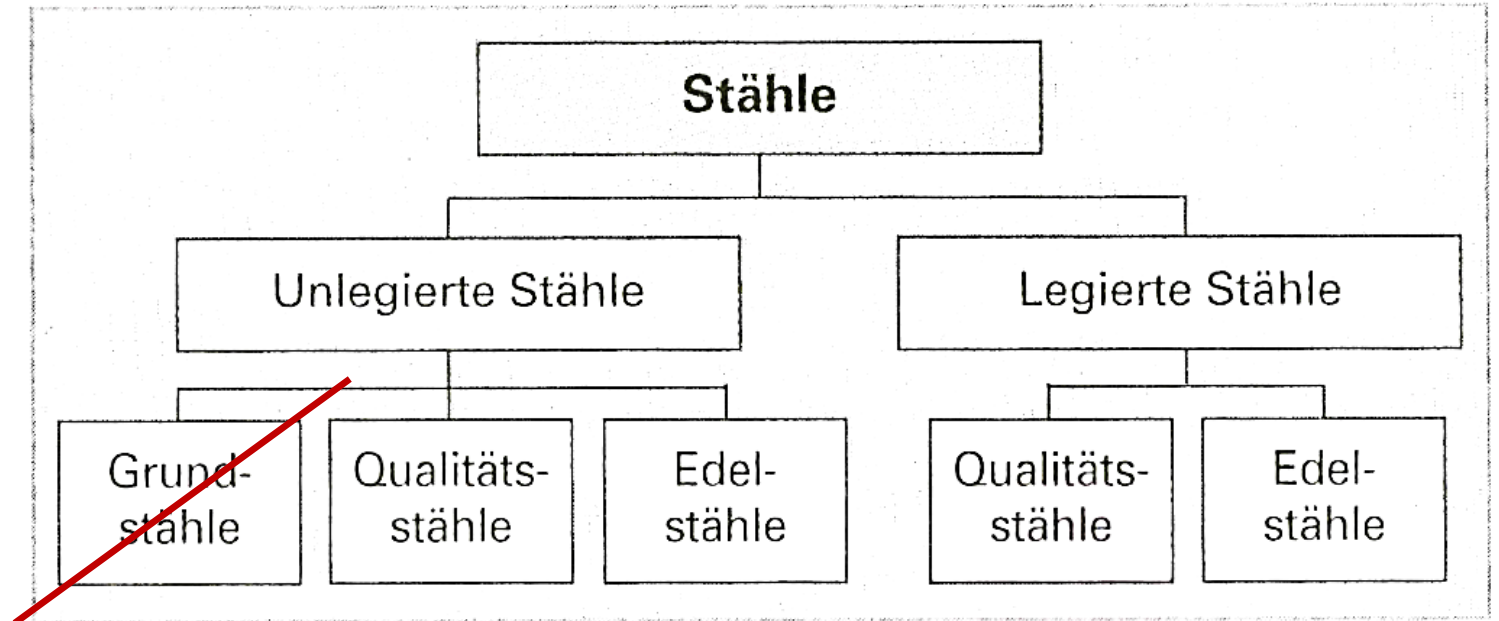 Stähle
Unlegierte Stähle
Legierte Stähle
Grund-
stähle
Qualitäts-
stähle
Edel-
stähle
Qualitäts-
stähle
Edel-
stähle